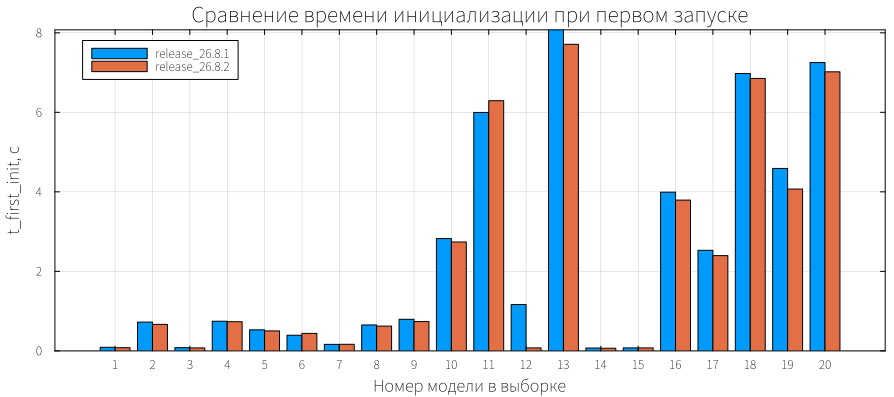 Сравнение времени инициализации при первом запуске
release_26.8.1
release_26.8.2
t_first_init, c
8
6
4
2
0
1 2 3 4 5 6 7 8 9 10 11 12 13 14 15 16 17 18 19 20
Номер модели в выборке